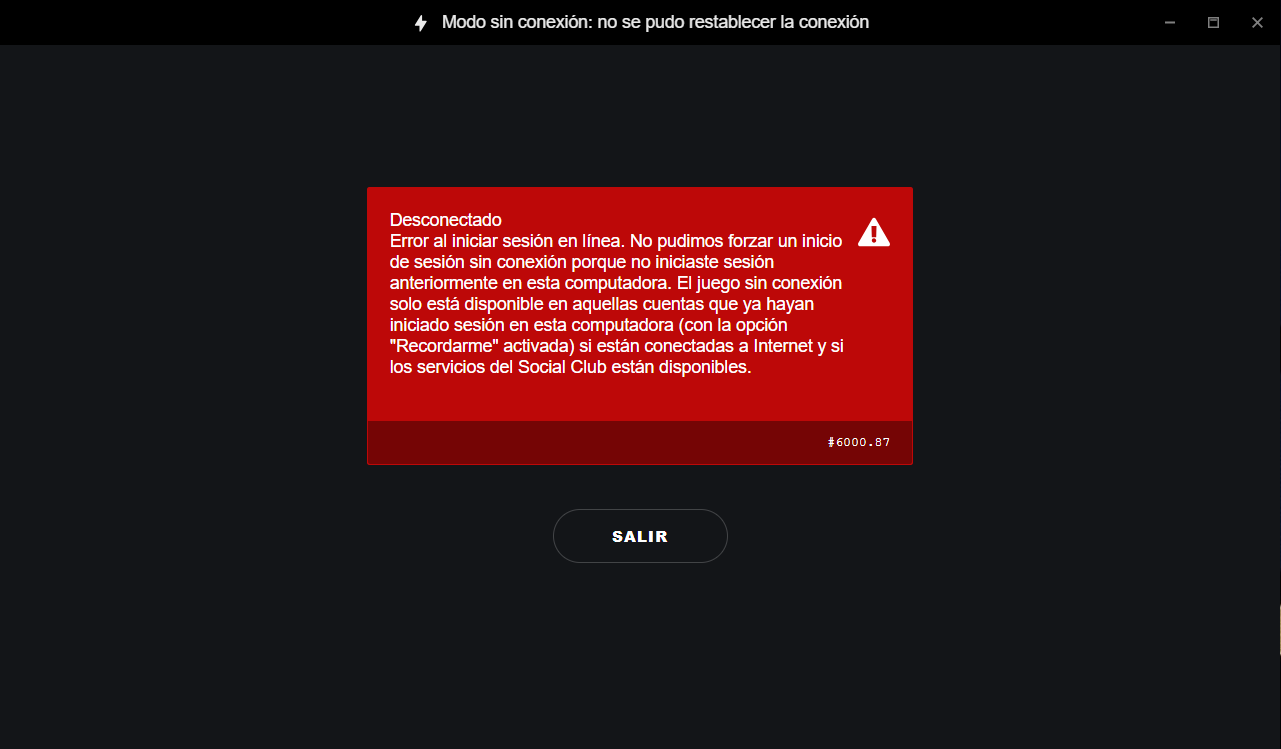 Modo sin conexión: no se pudo restablecer la conexión
Desconectado
Error al iniciar sesión en línea. No pudimos forzar un inicio
de sesión sin conexión porque no iniciaste sesión
anteriormente en esta computadora. El juego sin conexión
solo está disponible en aquellas cuentas que ya hayan
iniciado sesión en esta computadora (con la opción
"Recordarme" activada) si están conectadas a Internet y si
los servicios del Social Club están disponibles.
#6000.87
SALIR